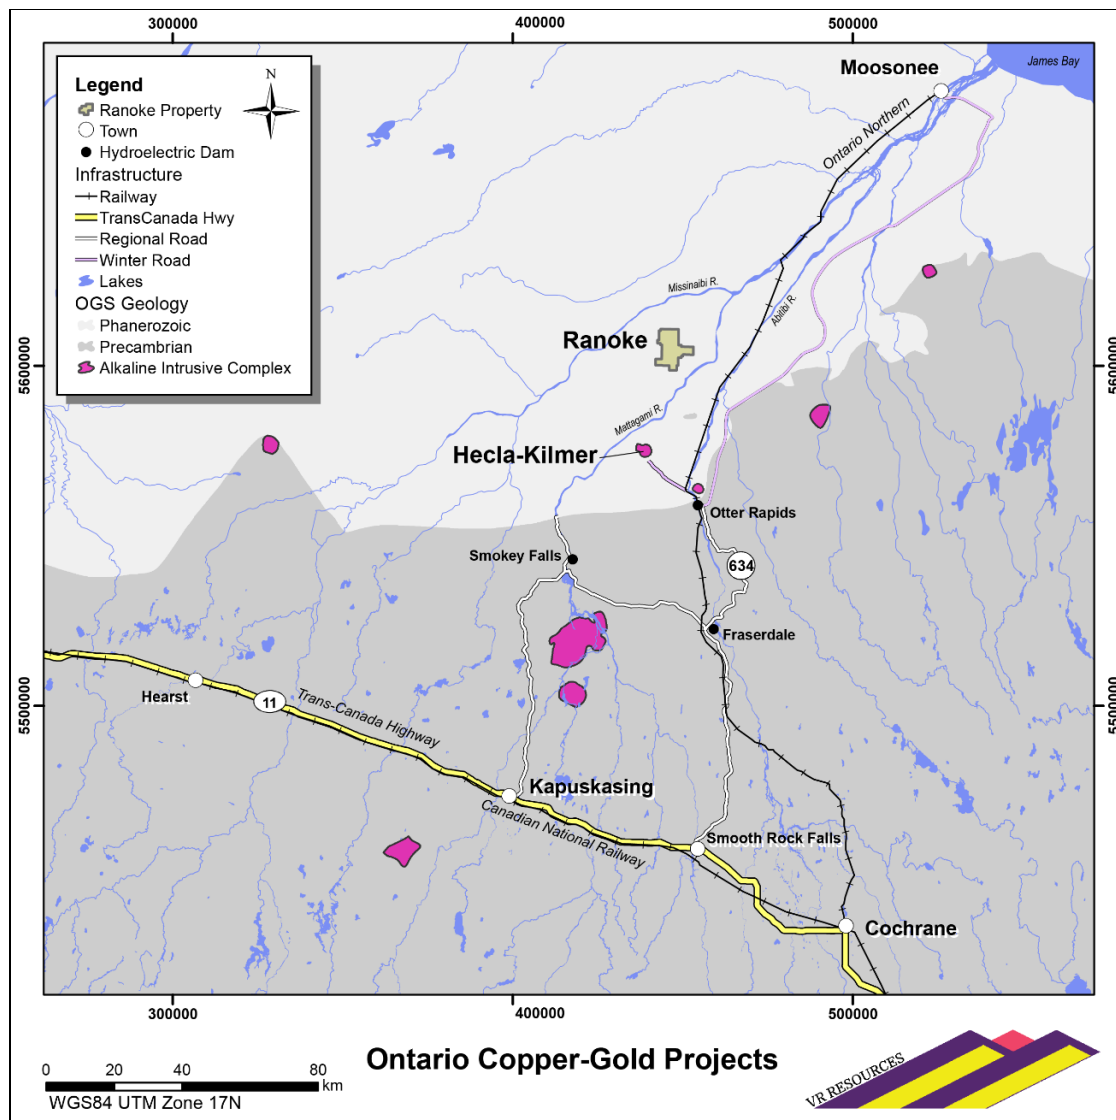 300000
400000
500000
James Bay
Moosonee
Legend
N
Ranoke Property
Town
Hydroelectric Dam
Infrastructure
Railway
TransCanada Hwy
Regional Road
Winter Road
Lakes
OGS Geology
Phanerozoic
Precambrian
Alkaline Intrusive Complex
Ontario Northern
Missinaibi R.
Abitibi R.
Ranoke
5600000
5600000
Mattagami R.
Hecla-Kilmer
Otter Rapids
Smokey Falls
634
Fraserdale
Hearst
11
Trans-Canada Highway
5500000
5500000
Kapuskasing
Canadian National Railway
Smooth Rock Falls
Cochrane
300000
400000
500000
Ontario Copper-Gold Projects
0 20 40 80
km
WGS84 UTM Zone 17N
VR RESOURCES